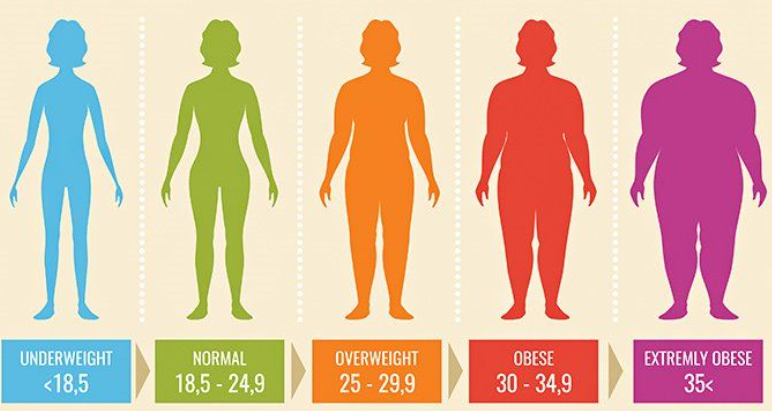 UNDERWEIGHT
<18,5
NORMAL
18,5 - 24,9
OVERWEIGHT
25 - 29,9
OBESE
30 - 34,9
EXTREMLY OBESE
35<